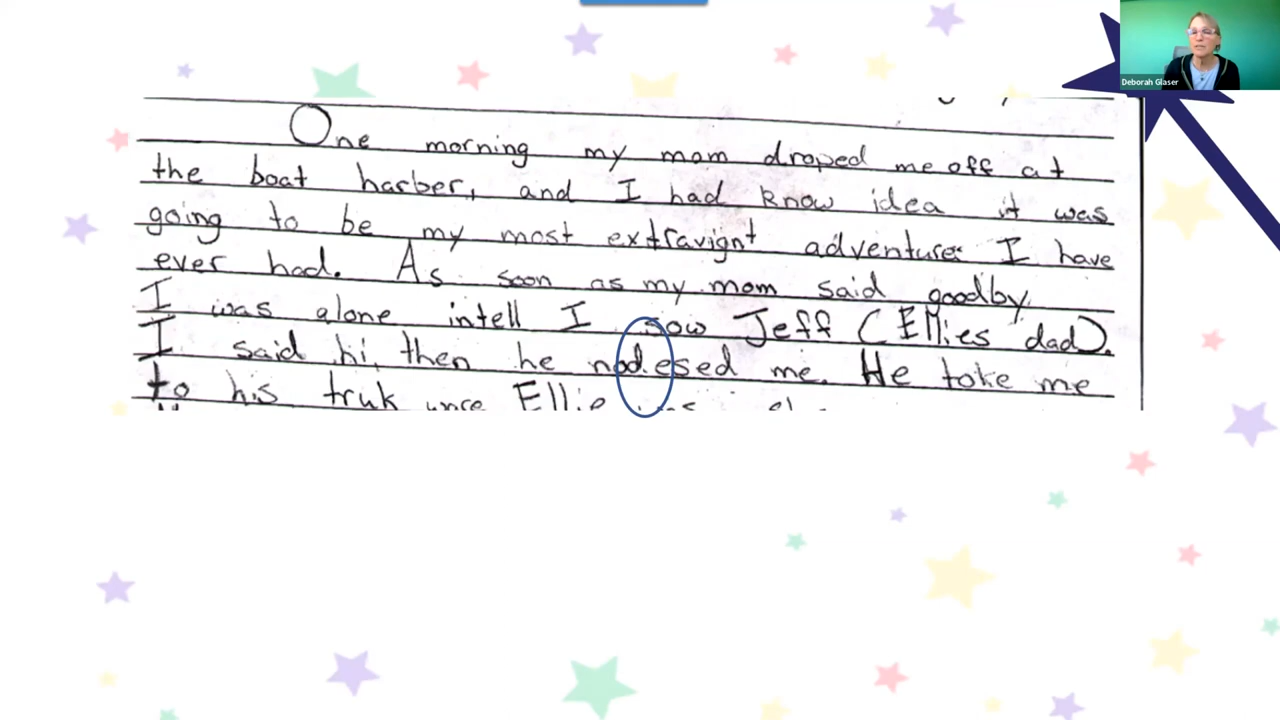 Deborah Glaser
One morning my mom droped me off at
the boat harber, and I had know idea it was
going to be my most extravignt adventure I have
ever had. As soon as my mom said goodby.
I was alone intell I sow Jeff (Ellies dad).
I said hi, then he nodesed me. He toke me
to his truk unce Ellie